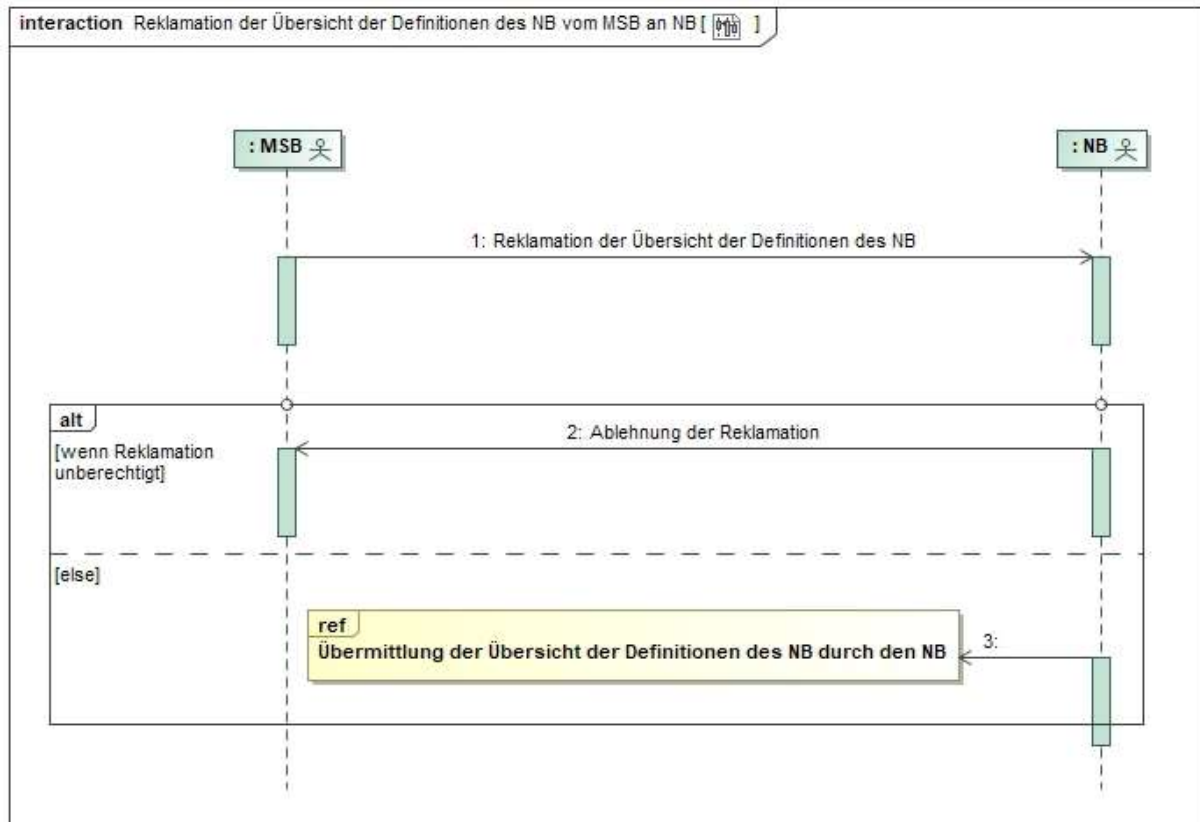 interaction Reklamation der Übersicht der Definitionen des NB vom MSB an NB [ ]
: MSB
: NB
1: Reklamation der Übersicht der Definitionen des NB
alt
2: Ablehnung der Reklamation
[wenn Reklamation
unberechtigt]
[else]
ref
3:
Übermittlung der Übersicht der Definitionen des NB durch den NB